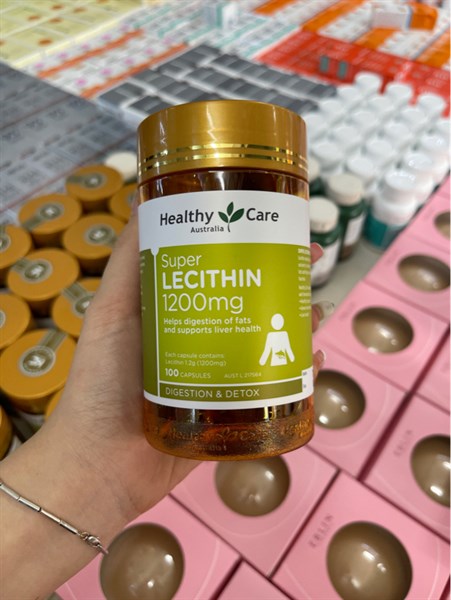 Healthy Care
Australia
Super
LECITHIN
1200mg
Helps digestion of fats
and supports liver health
Each capsule contains:
Lecithin 1.2g (1200mg)
100 CAPSULES
DIGESTION & DETOX